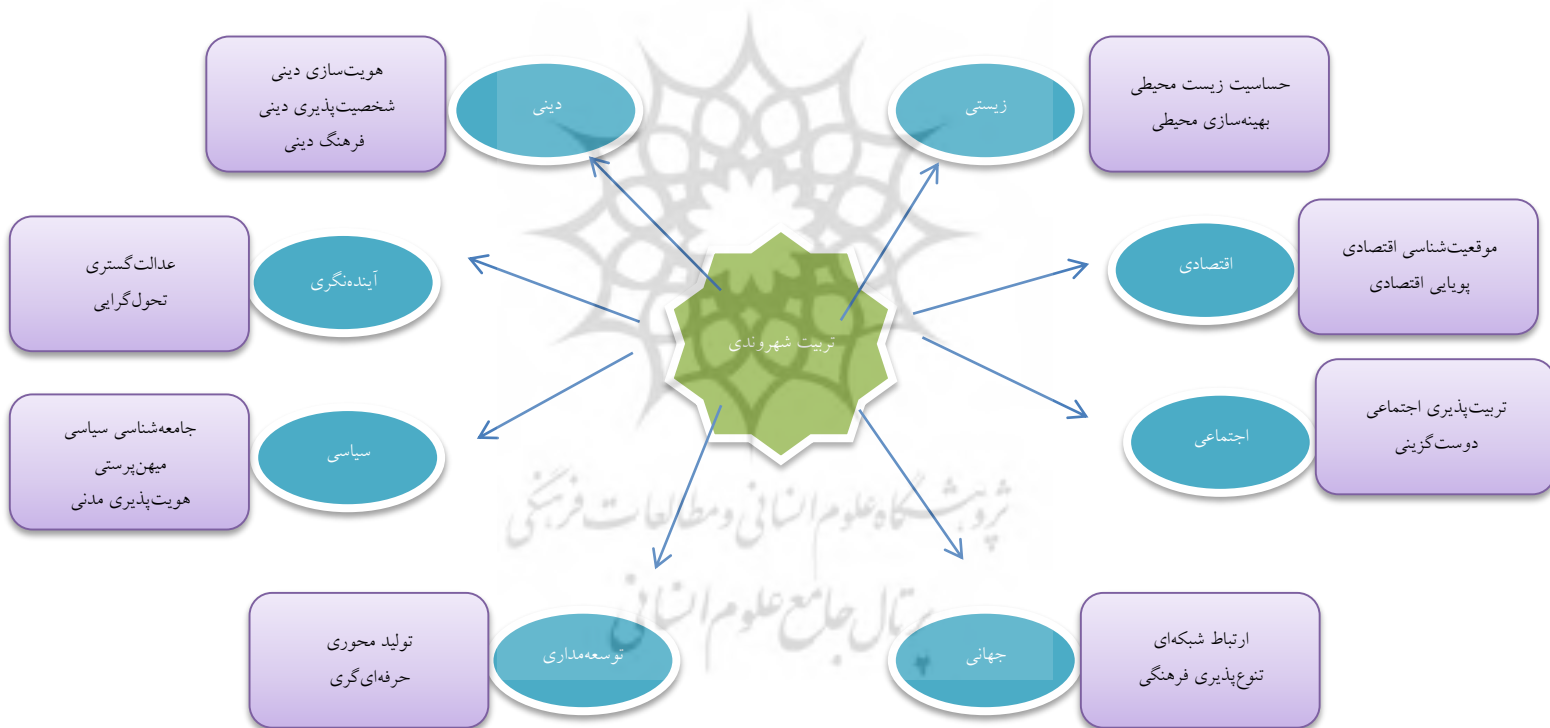 هویت‌سازی دینی
شخصیت‌پذیری دینی
فرهنگ دینی
دینی
زیستی
حساسیت زیست محیطی
بهینه‌سازی محیطی
عدالت‌گستری
تحول‌گرایی
آینده‌نگری
اقتصادی
موقعیت‌شناسی اقتصادی
پویایی اقتصادی
تربیت شهروندی
جامعه‌شناسی سیاسی
میهن‌پرستی
هویت‌پذیری مدنی
سیاسی
اجتماعی
تربیت‌پذیری اجتماعی
دوست‌گزینی
پژوهشگاه علوم انسانی و مطالعات فرهنگی
پرتال جامع علوم انسانی
تولید محوری
حرفه‌ای‌گری
توسعه‌مداری
جهانی
ارتباط شبکه‌ای
تنوع‌پذیری فرهنگی